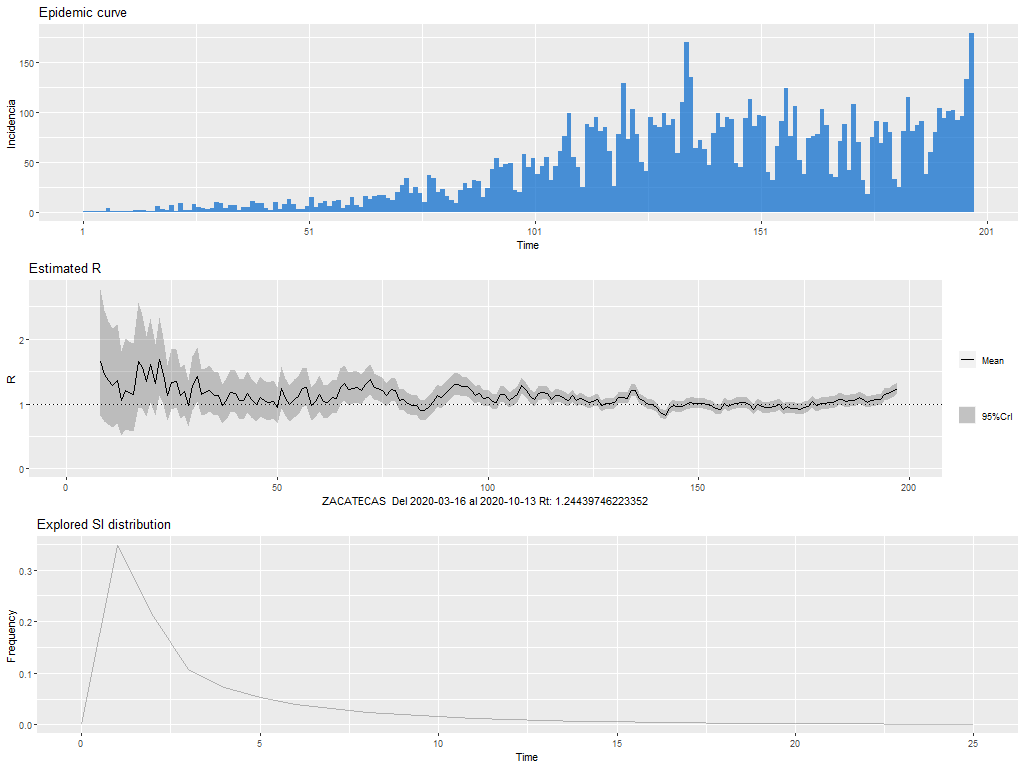 Epidemic curve
Incidencia
150
100
50
0
1 51 101 151 201
Time
Estimated R
R
2
1
0
Mean
95%CrI
0 50 100 150 200
ZACATECAS Del 2020-03-16 al 2020-10-13 Rt: 1.24439746223352
Explored SI distribution
Frequency
0.3
0.2
0.1
0.0
0 5 10 15 20 25
Time